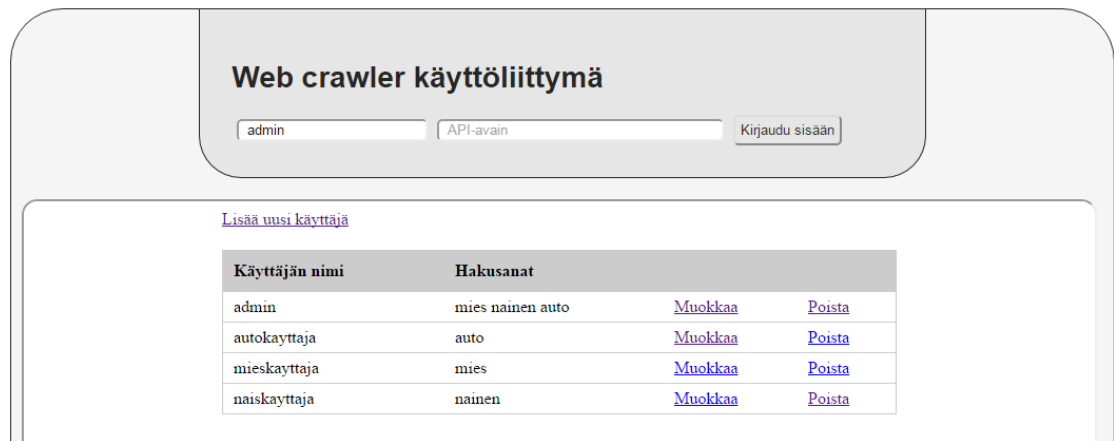 Web crawler käyttöliittymä
admin API-avain Kirjaudu sisään
Lisää uusi käyttäjä
Käyttäjän nimi Hakusanat
admin mies nainen auto Muokkaa Poista
autokayttaja auto Muokkaa Poista
mieskayttaja mies Muokkaa Poista
naiskayttaja nainen Muokkaa Poista